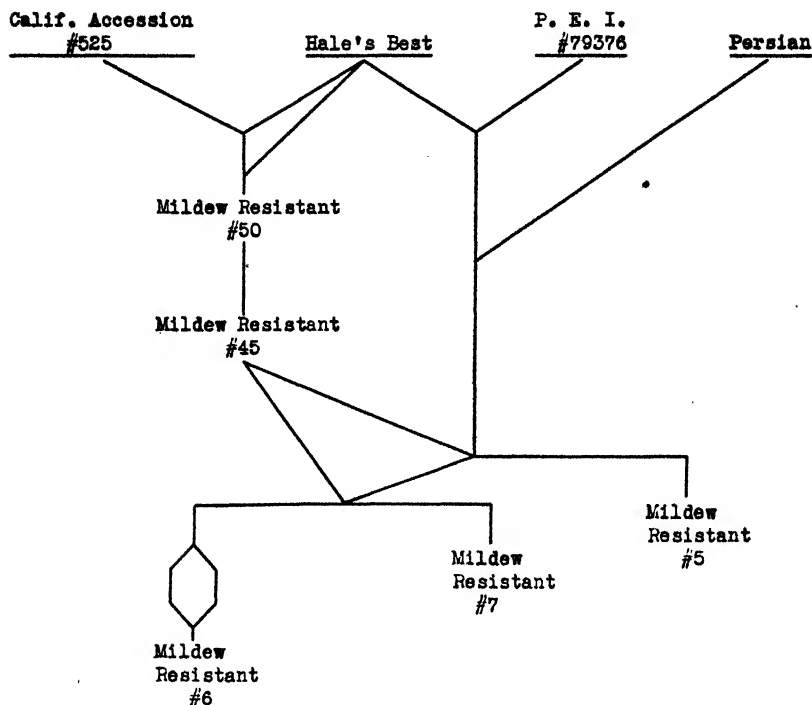 Calif. Accession
#525
Hale's Best
P. E. I.
#79376
Persian
Mildew Resistant
#50
Mildew Resistant
#45
Mildew
Resistant
#5
Mildew
Resistant
#7
Mildew
Resistant
#6